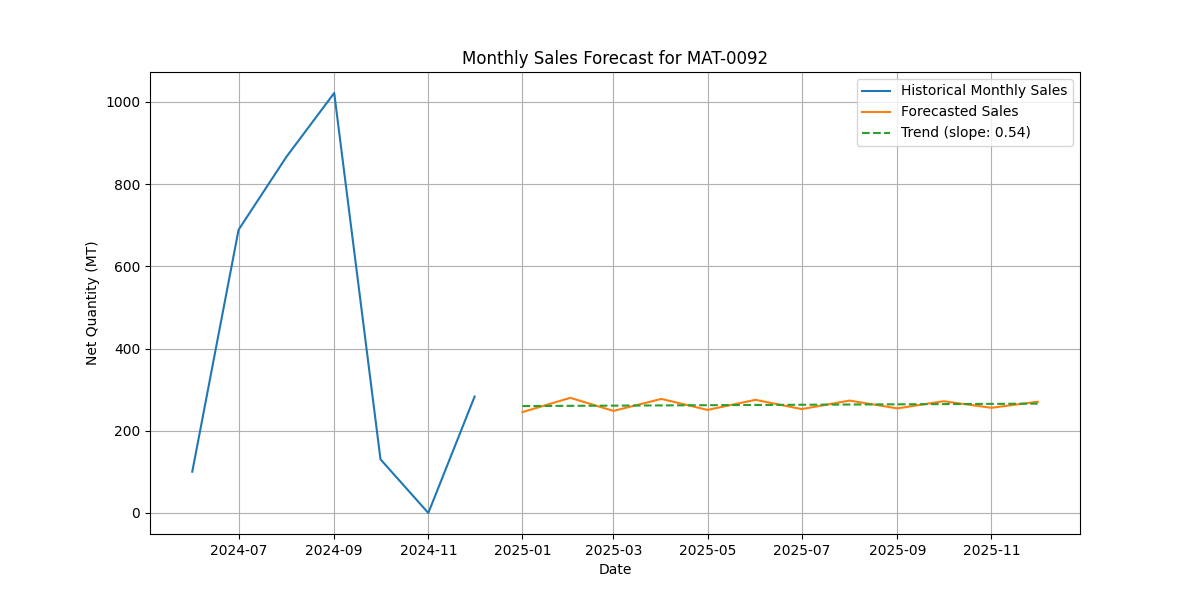 Monthly Sales Forecast for MAT-0092
Historical Monthly Sales
Forecasted Sales
Trend (slope: 0.54)
Net Quantity (MT)
1000
800
600
400
200
0
2024-07 2024-09 2024-11 2025-01 2025-03 2025-05 2025-07 2025-09 2025-11
Date